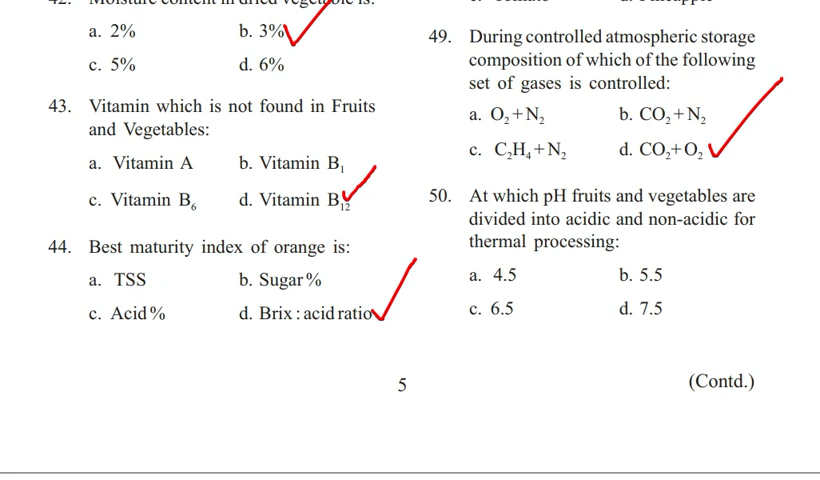 a. 2% b. 3%
c. 5% d. 6%
43. Vitamin which is not found in Fruits
and Vegetables:
a. Vitamin A b. Vitamin B₁
c. Vitamin B₆ d. Vitamin B₁₂
44. Best maturity index of orange is:
a. TSS b. Sugar%
c. Acid% d. Brix : acid ratio
49. During controlled atmospheric storage
composition of which of the following
set of gases is controlled:
a. O₂+N₂ b. CO₂+N₂
c. C₂H₄+N₂ d. CO₂+O₂
50. At which pH fruits and vegetables are
divided into acidic and non-acidic for
thermal processing:
a. 4.5 b. 5.5
c. 6.5 d. 7.5
5
(Contd.)